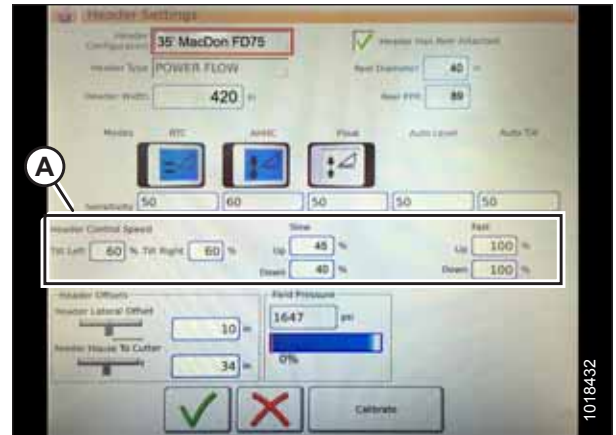 Header Settings
Header Configuration 35' MacDon FD75 Header Has Reel Attached
Header Type POWER FLOW Reel Diameter 40 in
Header Width 420 in Reel PPR 89
Modes RTC AHHC Float Auto Level Auto Tilt
Sensitivity 50 60 50 50 50
A
Header Control Speed Slow Fast
Tilt Left 60 % Tilt Right 60 % Up 45 % Up 100 %
Down 40 % Down 100 %
Header Offsets Field Pressure
Header Lateral Offset 1647 psi
10 in
Feeder House To Cutter 0%
34 in
Calibrate
1018432